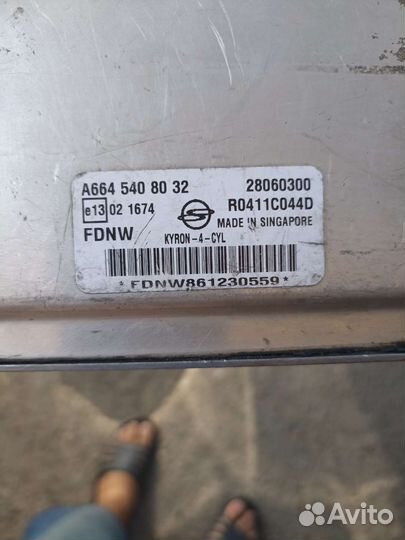 A664 540 80 32 28060300
e13 02 1674 R0411C044D
MADE IN SINGAPORE
FDNW KYRON-4-CYL
*FDNW861230559*
Avito